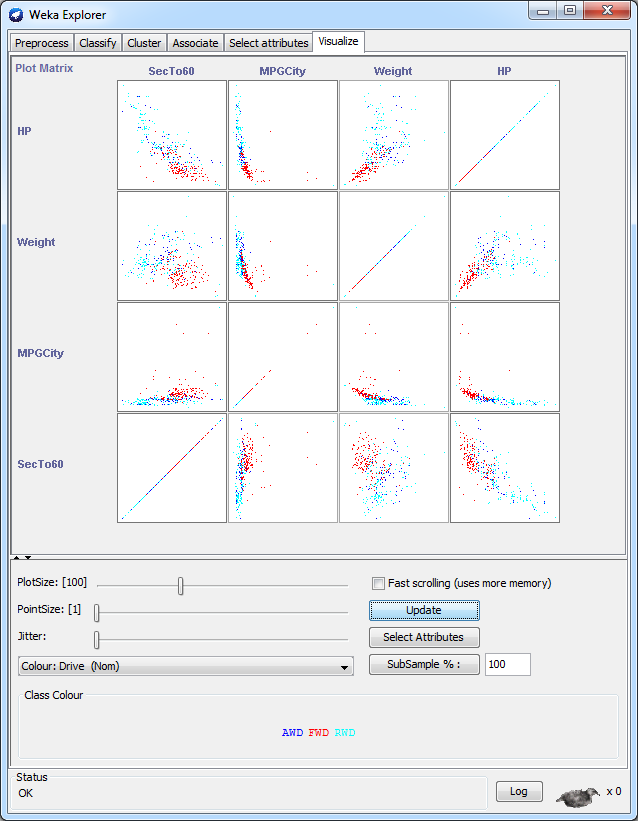 Weka Explorer
Preprocess Classify Cluster Associate Select attributes Visualize
Plot Matrix
SecTo60 MPGCity Weight HP
HP
Weight
MPGCity
SecTo60
PlotSize: [100]
Fast scrolling (uses more memory)
PointSize: [1]
Update
Jitter:
Select Attributes
Colour: Drive (Nom)
SubSample % :
100
Class Colour
AWD FWD RWD
Status
OK
Log
x 0